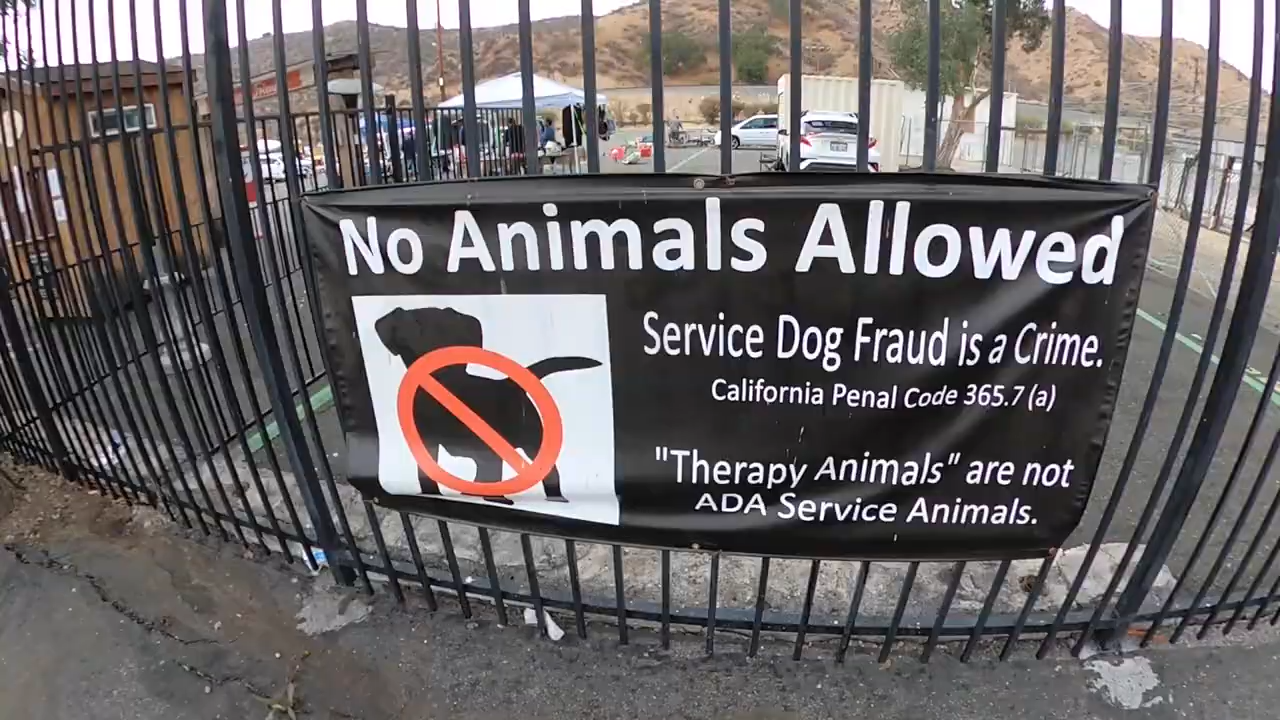 No Animals Allowed
Service Dog Fraud is a Crime.
California Penal Code 365.7 (a)
"Therapy Animals" are not
ADA Service Animals.